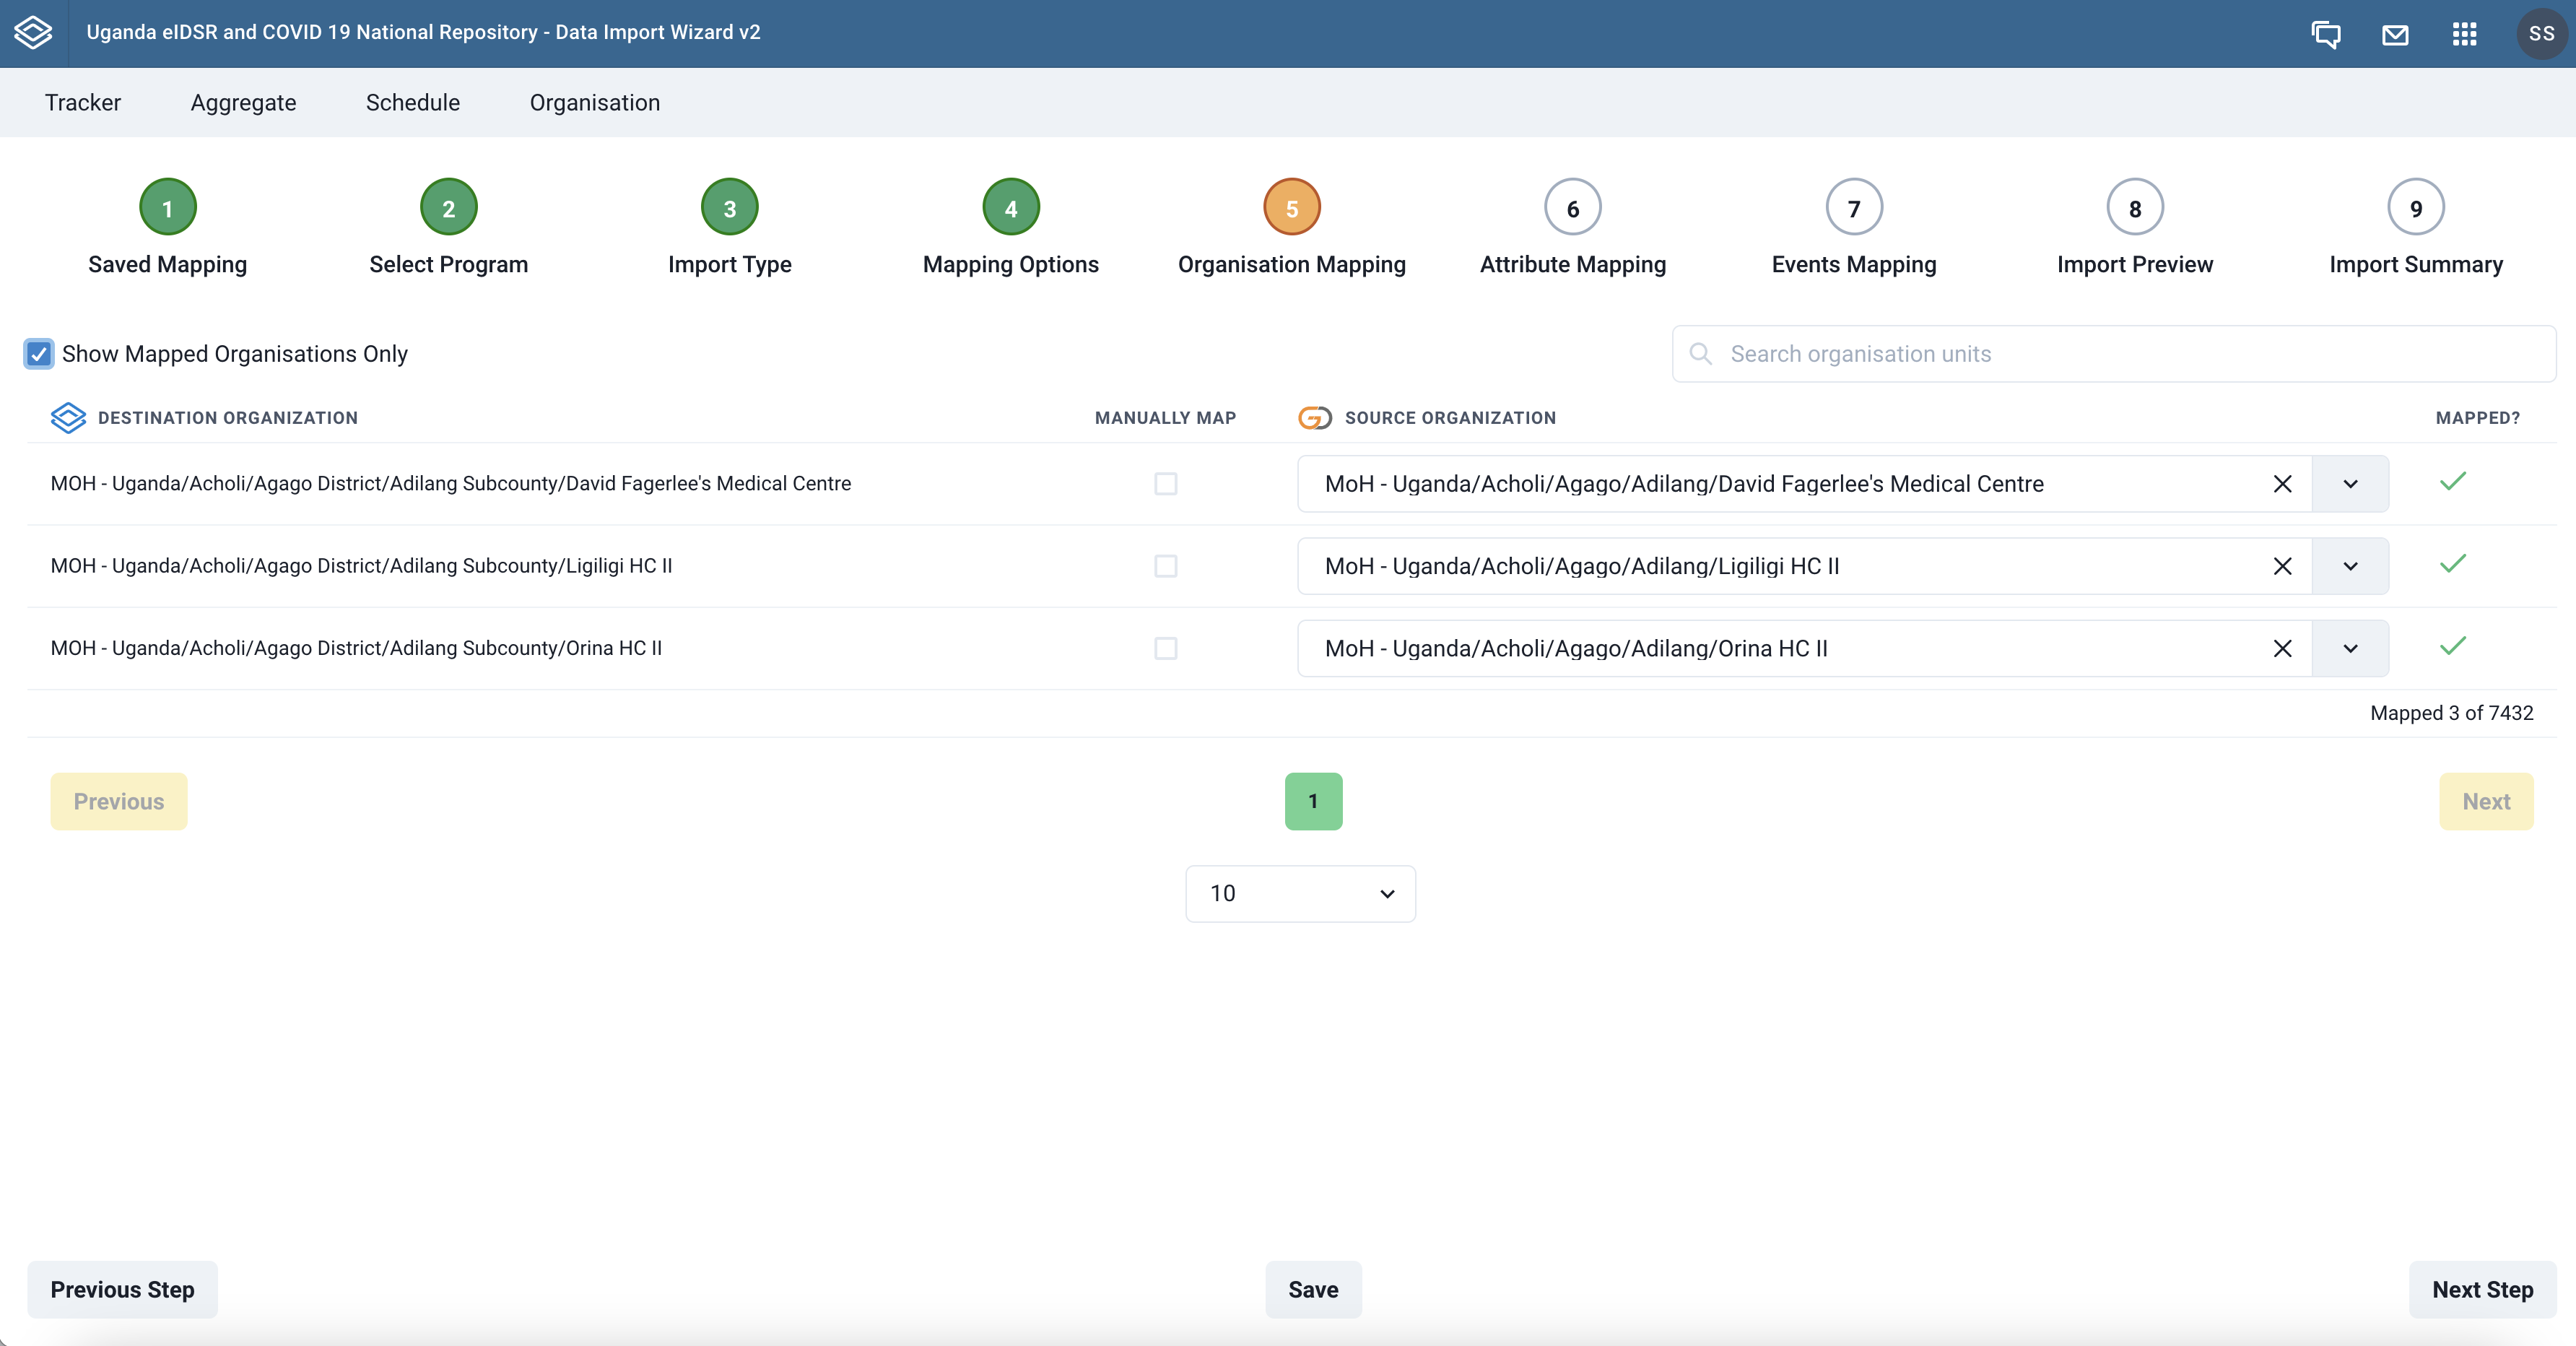 Uganda eIDSR and COVID 19 National Repository - Data Import Wizard v2
SS
Tracker Aggregate Schedule Organisation
1 2 3 4 5 6 7 8 9
Saved Mapping Select Program Import Type Mapping Options Organisation Mapping Attribute Mapping Events Mapping Import Preview Import Summary
Show Mapped Organisations Only Search organisation units
DESTINATION ORGANIZATION MANUALLY MAP SOURCE ORGANIZATION MAPPED?
MOH - Uganda/Acholi/Agago District/Adilang Subcounty/David Fagerlee's Medical Centre MoH - Uganda/Acholi/Agago/Adilang/David Fagerlee's Medical Centre
MOH - Uganda/Acholi/Agago District/Adilang Subcounty/Ligiligi HC II MoH - Uganda/Acholi/Agago/Adilang/Ligiligi HC II
MOH - Uganda/Acholi/Agago District/Adilang Subcounty/Orina HC II MoH - Uganda/Acholi/Agago/Adilang/Orina HC II
Mapped 3 of 7432
Previous 1 Next
10
Previous Step Save Next Step